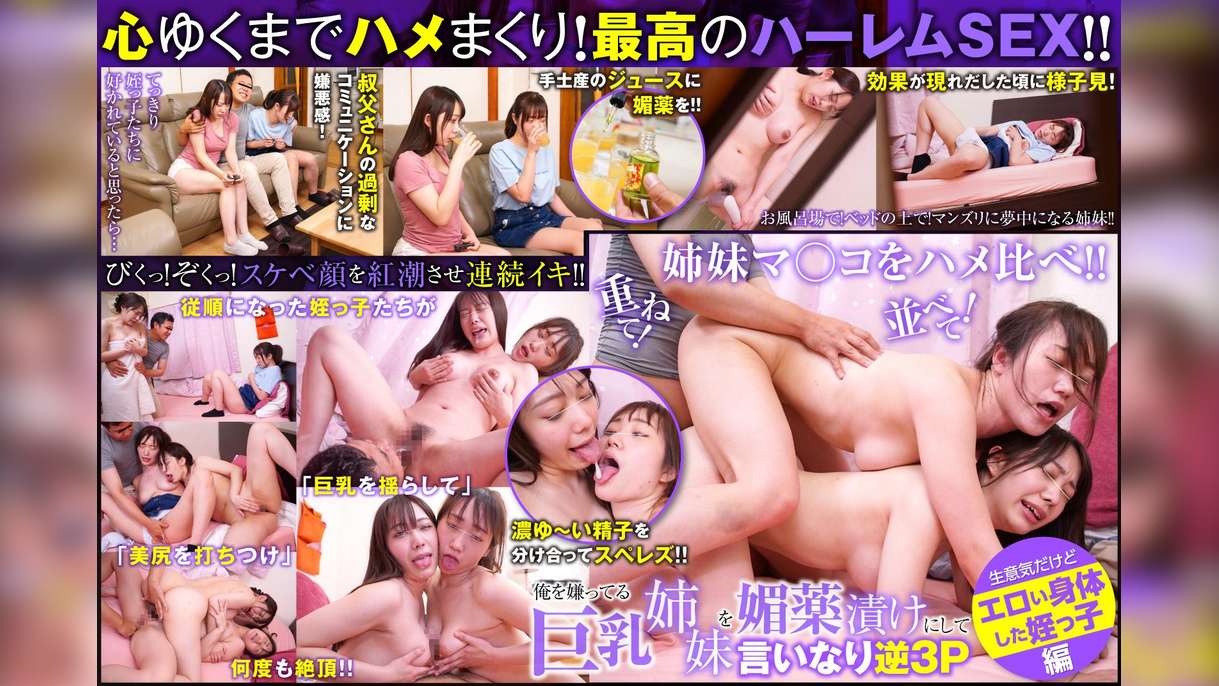 心ゆくまでハメまくり!最高のハーレムSEX!!
てっきり
姪っ子たちに
好かれていると思ったら…
「叔父さんの過剰な
コミュニケーションに
嫌悪感!
手土産のジュースに
媚薬を!!
効果が現れだした頃に様子見!
お風呂場で!ベッドの上で!マンズリに夢中になる姉妹!!
びくっ!ぞくっ!スケベ顔を紅潮させ連続イキ!!
従順になった姪っ子たちが
「巨乳を揺らして」
「美尻を打ちつけ」
何度も絶頂!!
姉妹マ〇コをハメ比べ!!
重ねて!
並べて!
濃ゆ~い精子を
分け合ってスペレズ!!
俺を嫌ってる
巨乳姉妹を媚薬漬けにして
言いなり逆3P
生意気だけど
エロい身体
した姪っ子
編